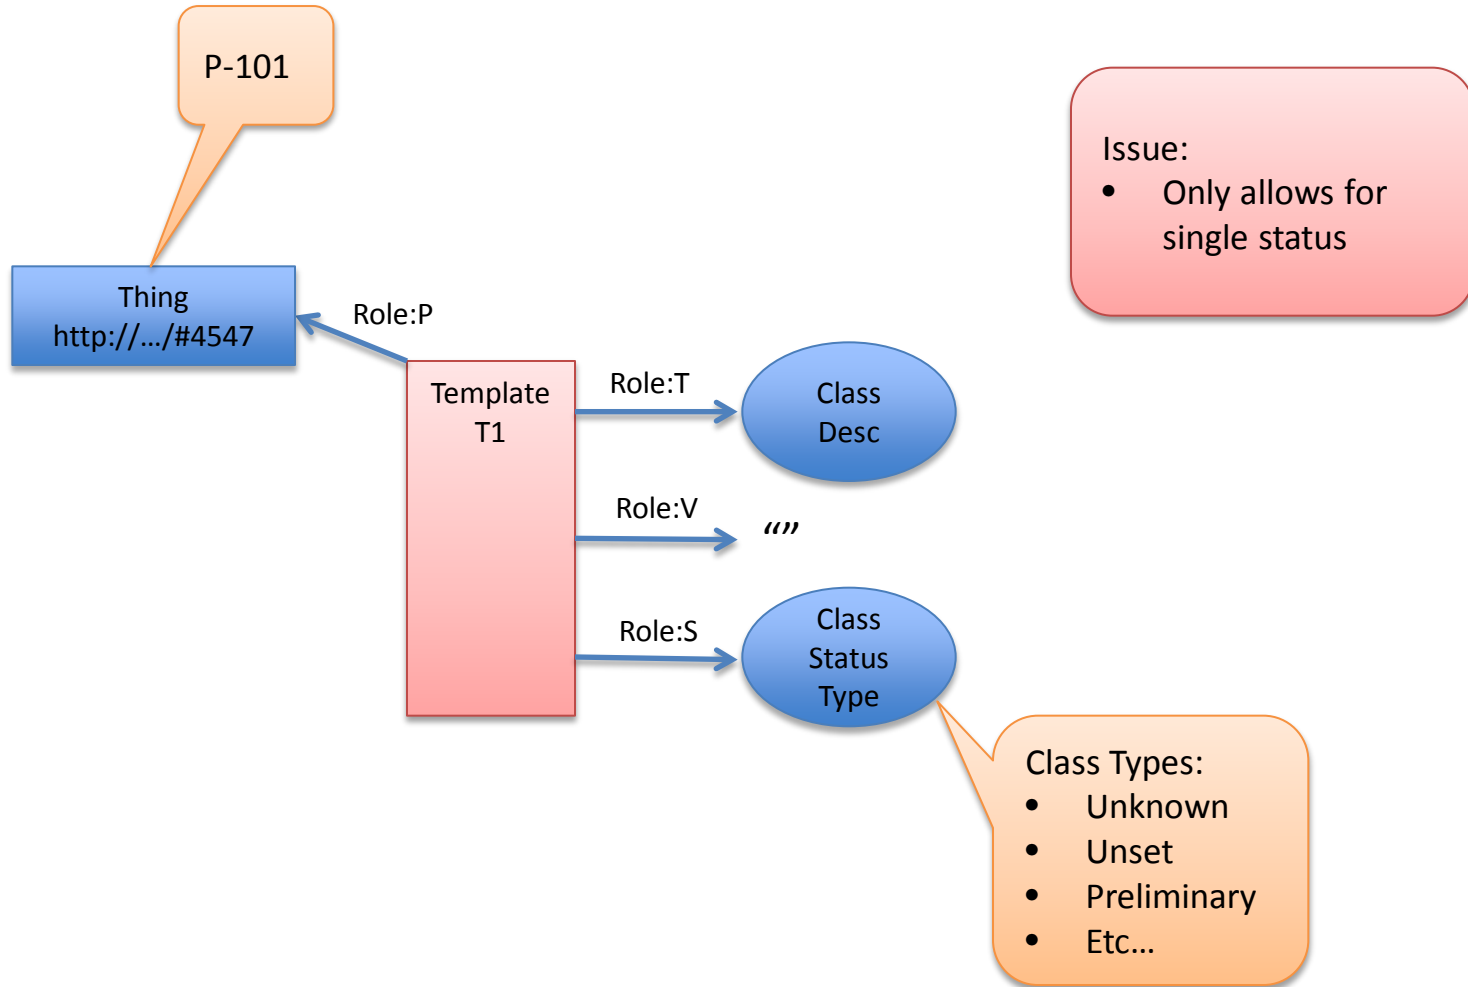 P-101
Issue:
• Only allows for
single status
Thing
http://.../#4547
Role:P
Template
T1
Role:T
Class
Desc
Role:V
“”
Role:S
Class
Status
Type
Class Types:
• Unknown
• Unset
• Preliminary
• Etc...